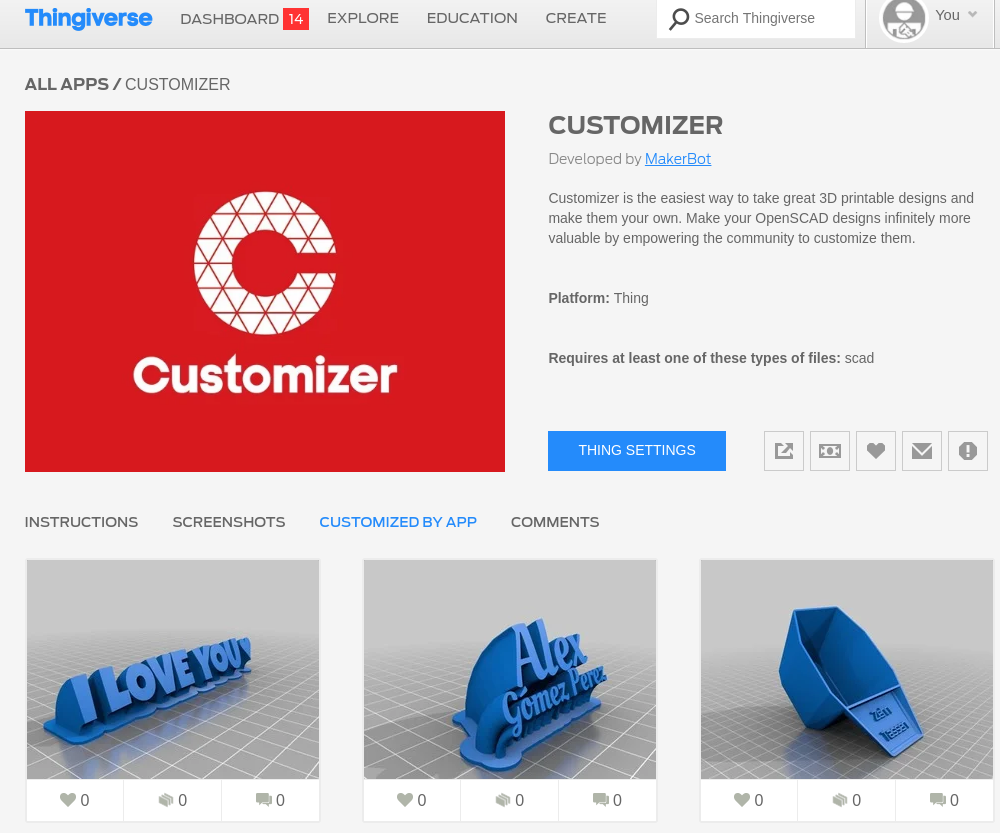 Thingiverse DASHBOARD 14 EXPLORE EDUCATION CREATE Search Thingiverse You
ALL APPS / CUSTOMIZER
Customizer
CUSTOMIZER
Developed by MakerBot
Customizer is the easiest way to take great 3D printable designs and
make them your own. Make your OpenSCAD designs infinitely more
valuable by empowering the community to customize them.
Platform: Thing
Requires at least one of these types of files: scad
THING SETTINGS
INSTRUCTIONS SCREENSHOTS CUSTOMIZED BY APP COMMENTS
I LOVE YOU
Alex
Gómez Perez
0 0 0
0 0 0
0 0 0